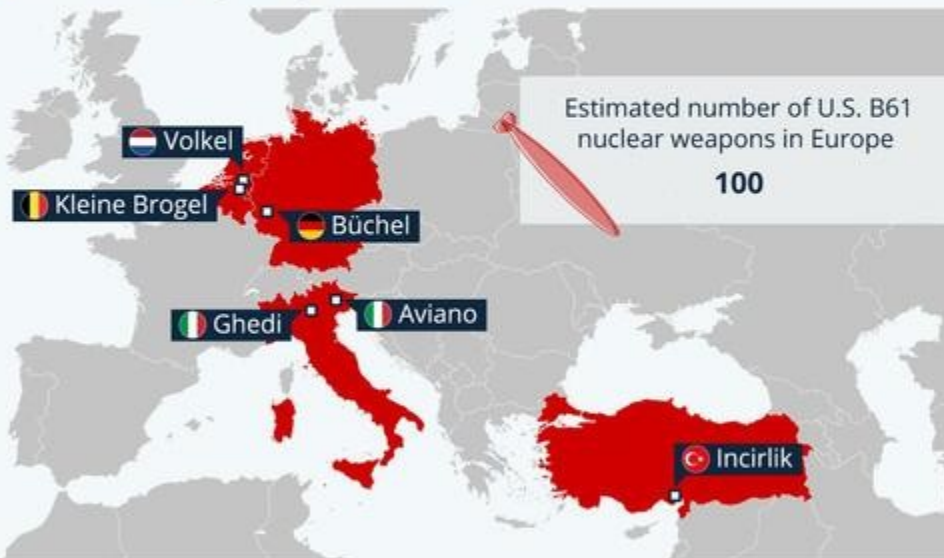 Estimated number of U.S. B61
nuclear weapons in Europe
100
Volkel
Kleine Brogel
Büchel
Ghedi
Aviano
Incirlik